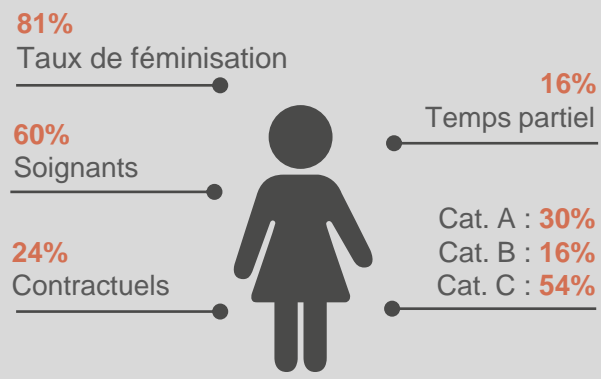 81%
Taux de féminisation
60%
Soignants
24%
Contractuels
16%
Temps partiel
Cat. A : 30%
Cat. B : 16%
Cat. C : 54%